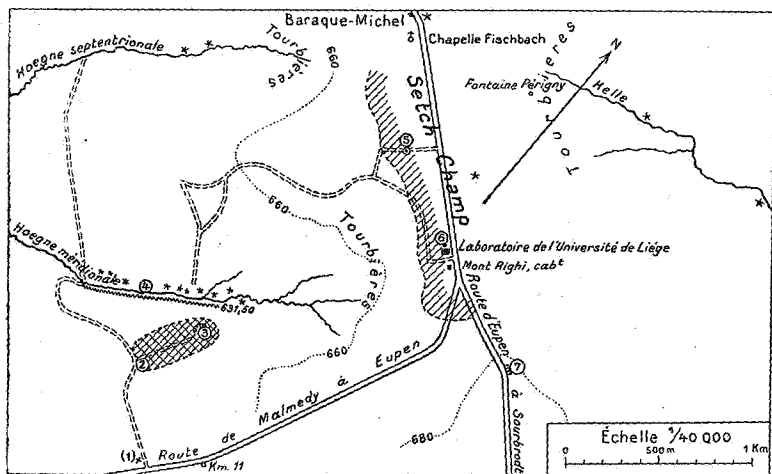 Baraque-Michel
Chapelle Fischbach
Hoegne septentrionale
Tourbières
660
Setch Champ
Fontaine Périgny
Helle
N
Tourbières
5
660
Tourbières
6
Laboratoire de l'Université de Liége
Mont Righi, cabt
Hoegne méridionale
4
631,50
3
2
660
Route d'Eupen à Sourbrodt
7
680
Route de Malmedy à Eupen
(1)
Km. 11
Échelle 1/40 000
0 500m 1 Km